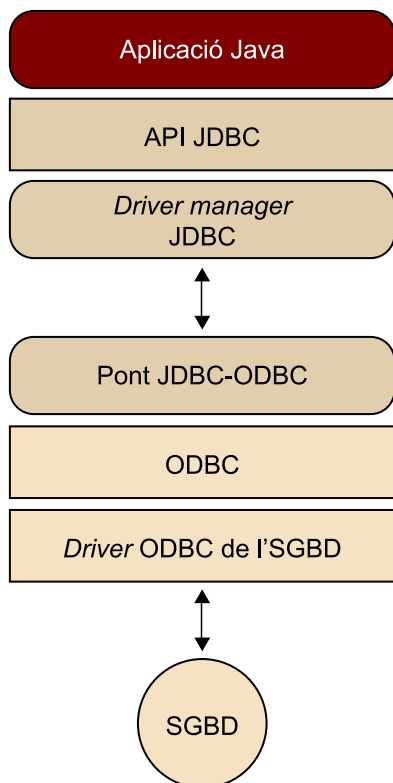 Aplicació Java
API JDBC
Driver manager
JDBC
Pont JDBC-ODBC
ODBC
Driver ODBC de l'SGBD
SGBD